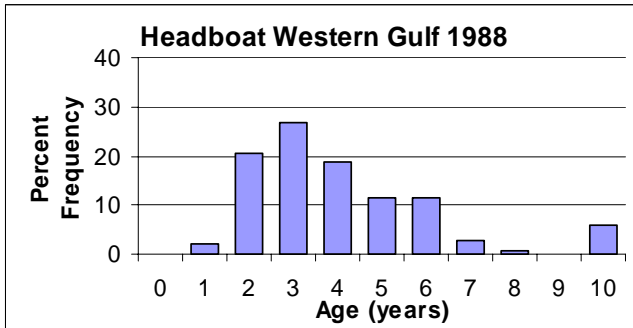 Headboat Western Gulf 1988
Percent
Frequency
40
30
20
10
0
0 1 2 3 4 5 6 7 8 9 10
Age (years)